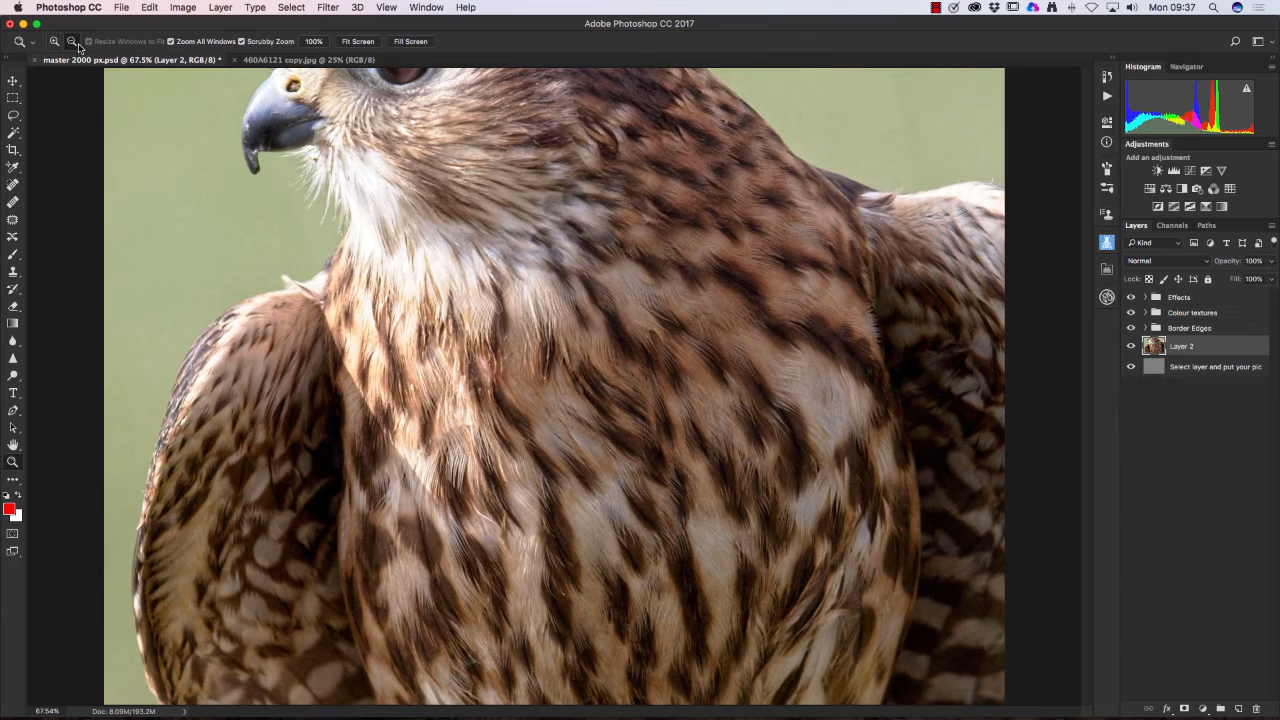 Photoshop CC File Edit Image Layer Type Select Filter 3D View Window Help Mon 09:37
Adobe Photoshop CC 2017
Resize Windows to Fit Zoom All Windows Scrubby Zoom 100% Fit Screen Fill Screen
master 2000 px.psd @ 67.5% (Layer 2, RGB/8) * 460A6121 copy.jpg @ 25% (RGB/8)
Histogram Navigator
Adjustments
Add an adjustment
Layers Channels Paths
Kind
Normal Opacity: 100%
Lock: Fill: 100%
Effects
Colour textures
Border Edges
Layer 2
Select layer and put your pic
67.54% Doc: 8.09M/193.2M